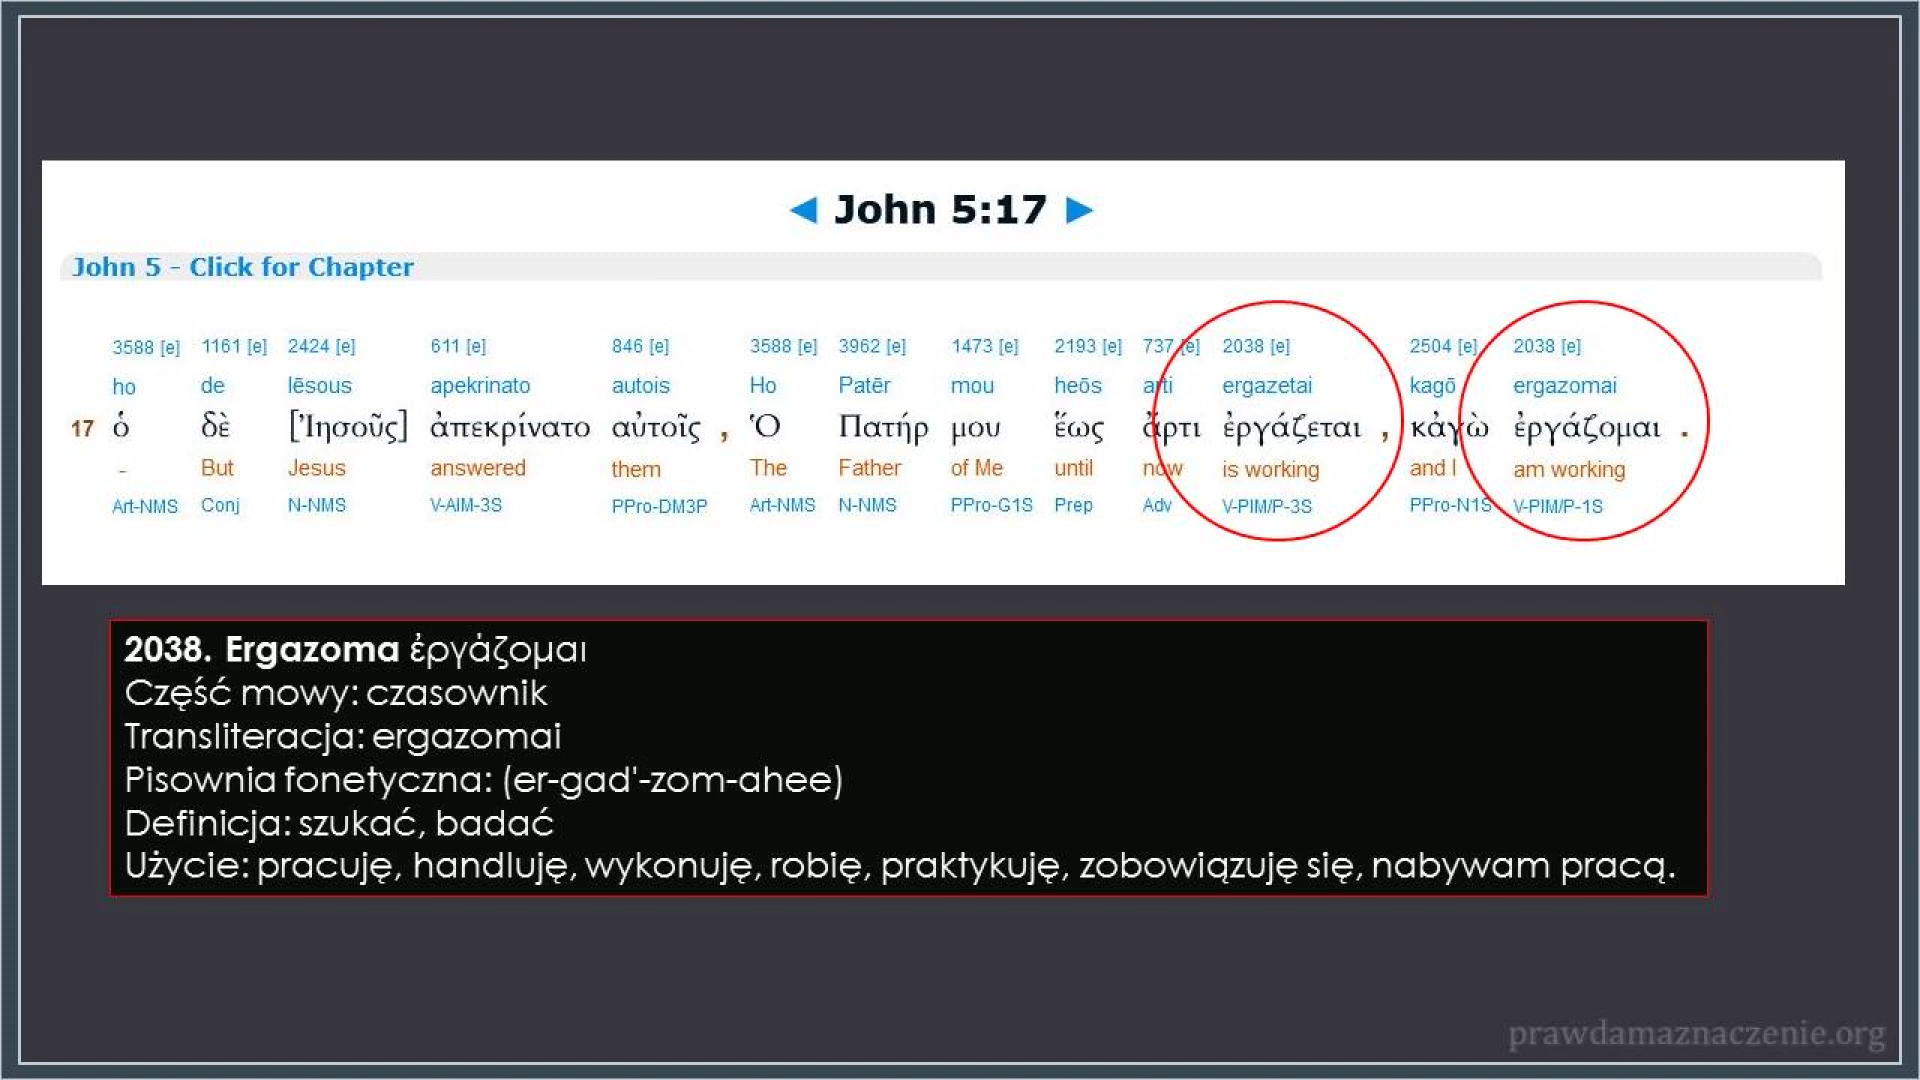 ◄ John 5:17 ►
John 5 - Click for Chapter
3588 [e] 1161 [e] 2424 [e] 611 [e] 846 [e] 3588 [e] 3962 [e] 1473 [e] 2193 [e] 737 [e] 2038 [e] 2504 [e] 2038 [e]
ho de Iēsous apekrinato autois Ho Patēr mou heōs arti ergazetai kagō ergazomai
17 ὁ δὲ [Ἰησοῦς] ἀπεκρίνατο αὐτοῖς , Ὁ Πατήρ μου ἕως ἄρτι ἐργάζεται , κἀγὼ ἐργάζομαι .
- But Jesus answered them The Father of Me until now is working and I am working
Art-NMS Conj N-NMS V-AIM-3S PPro-DM3P Art-NMS N-NMS PPro-G1S Prep Adv V-PIM/P-3S PPro-N1S V-PIM/P-1S
2038. Ergazoma ἐργάζομαι
Część mowy: czasownik
Transliteracja: ergazomai
Pisownia fonetyczna: (er-gad'-zom-ahee)
Definicja: szukać, badać
Użycie: pracuję, handluję, wykonuję, robię, praktykuję, zobowiązuję się, nabywam pracą.
prawdamaznaczenie.org